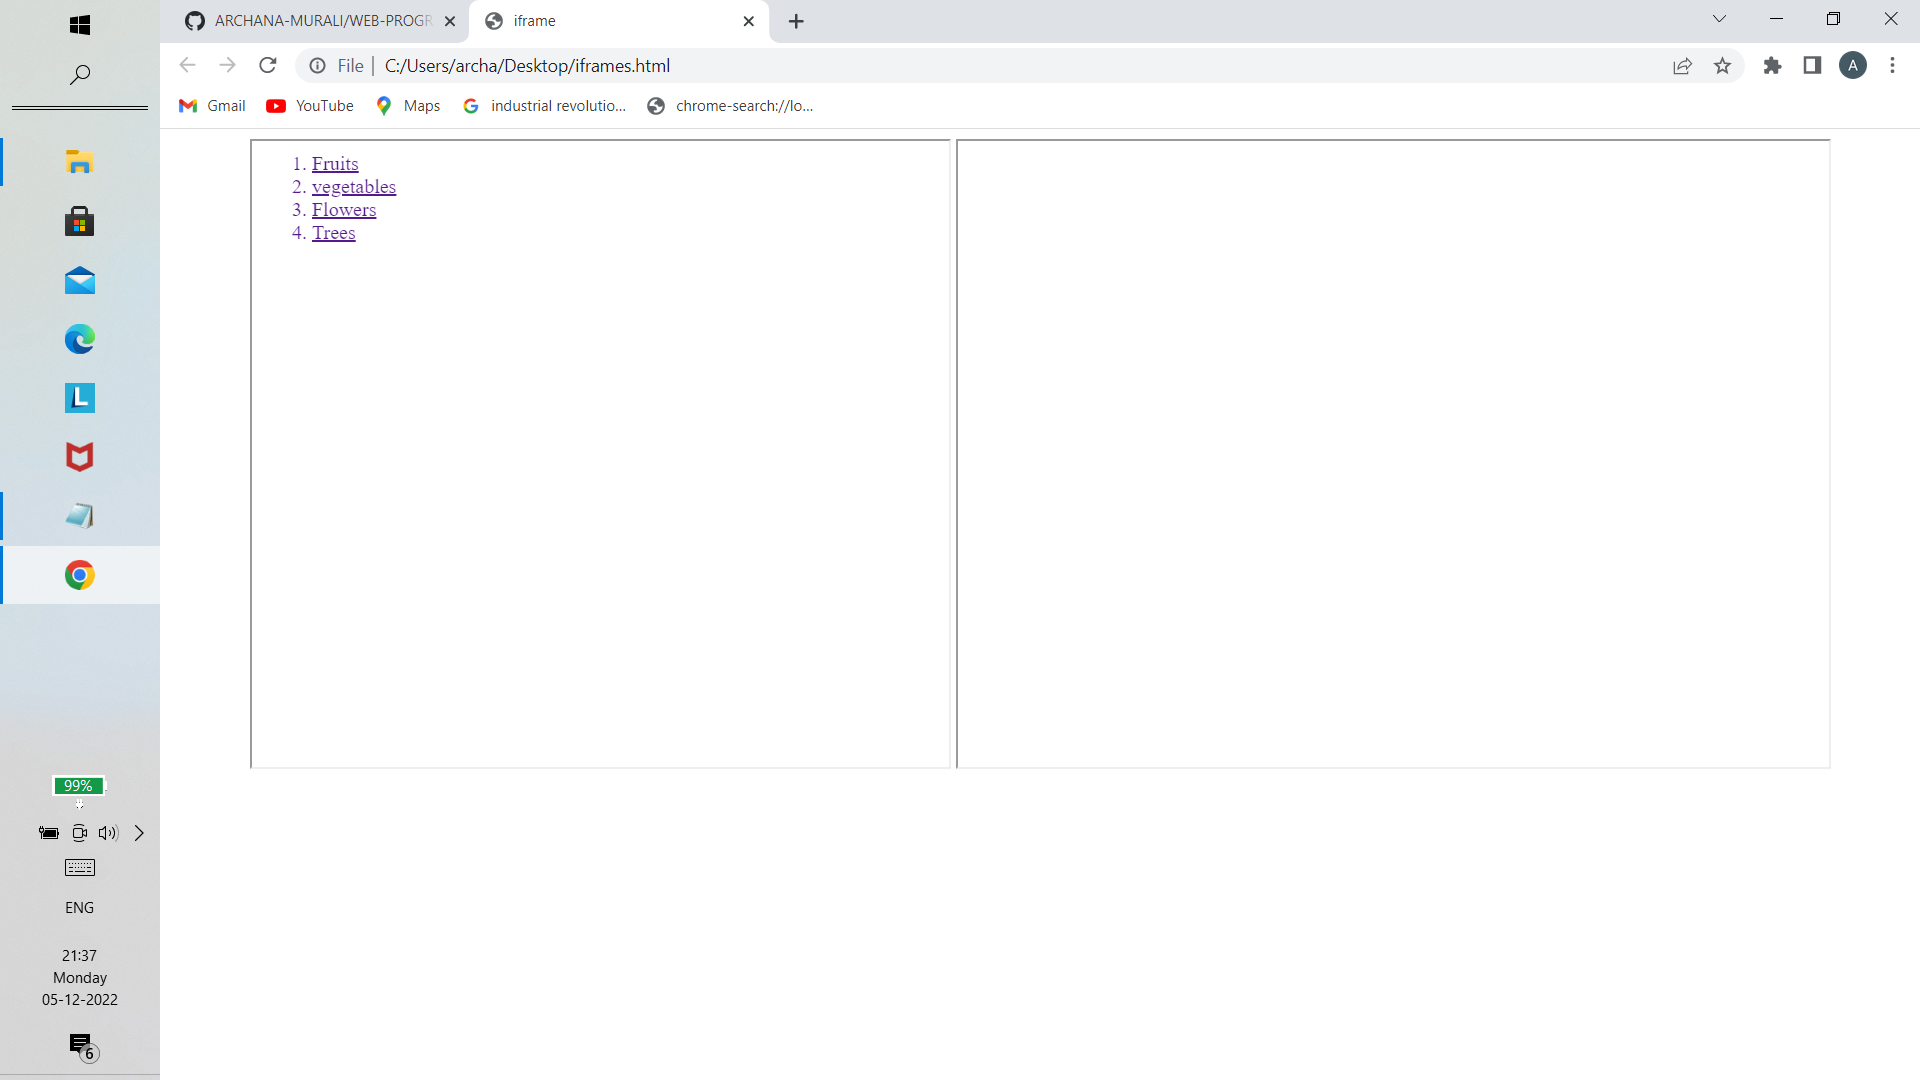 ARCHANA-MURALI/WEB-PROGR
iframe
File
C:/Users/archa/Desktop/iframes.html
A
Gmail
YouTube
Maps
industrial revolutio...
chrome-search://lo...
1. Fruits
2. vegetables
3. Flowers
4. Trees
L
99%
ENG
21:37
Monday
05-12-2022
6